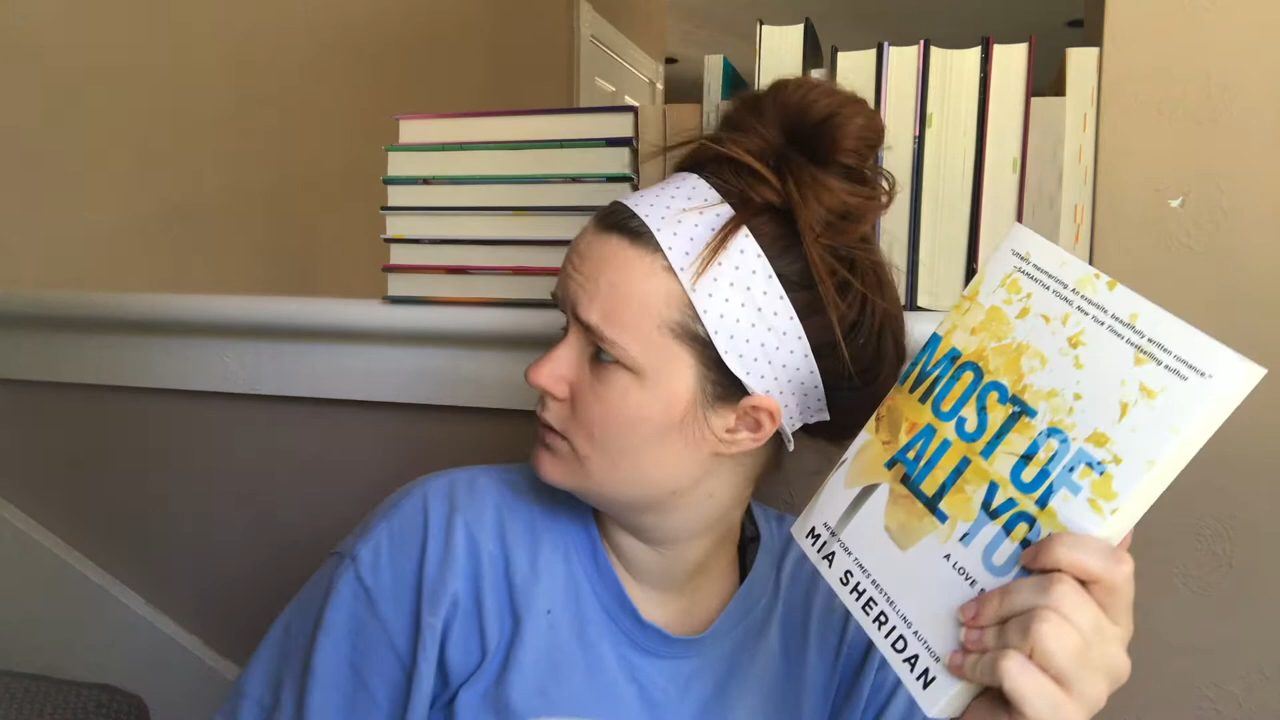 "Utterly mesmerizing. An exquisite, beautifully written romance."
—SAMANTHA YOUNG, New York Times bestselling author
MOST OF
ALL YO
A LOVE
NEW YORK TIMES BESTSELLING AUTHOR
MIA SHERIDAN